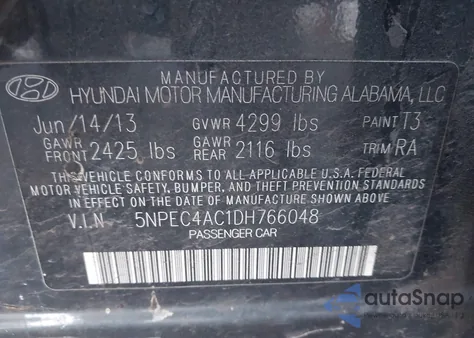 MANUFACTURED BY
HYUNDAI MOTOR MANUFACTURING ALABAMA, LLC
Jun/14/13 GVWR 4299 lbs PAINT T3
GAWR FRONT 2425 lbs GAWR REAR 2116 lbs TRIM RA
THIS VEHICLE CONFORMS TO ALL APPLICABLE U.S.A. FEDERAL
MOTOR VEHICLE SAFETY, BUMPER, AND THEFT PREVENTION STANDARDS
IN EFFECT ON THE DATE OF MANUFACTURE SHOWN ABOVE
V.I.N 5NPEC4AC1DH766048
PASSENGER CAR
autoSnap